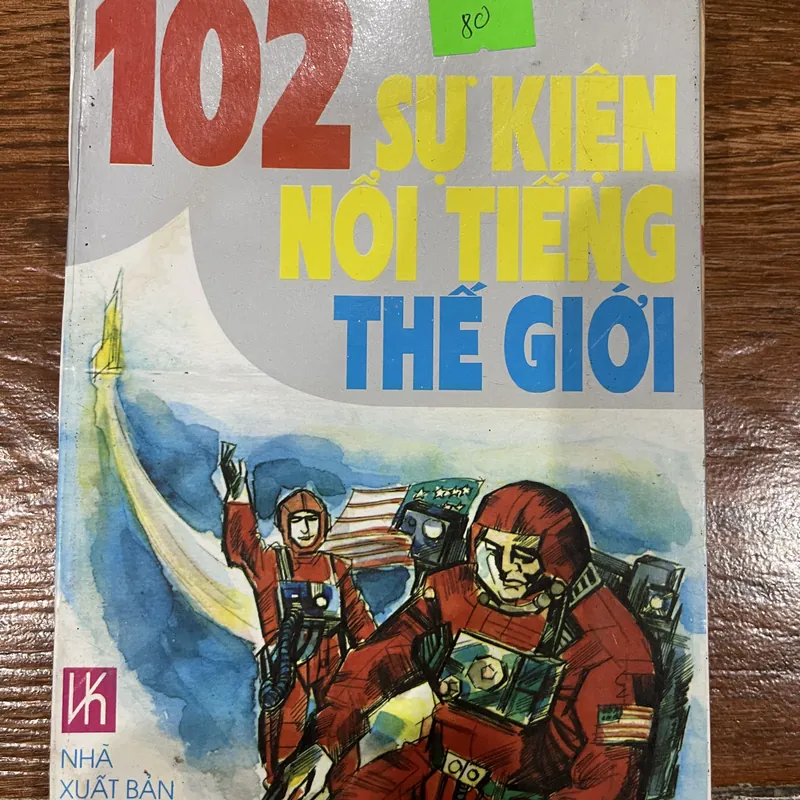 80
102
SỰ KIỆN
NỔI TIẾNG
THẾ GIỚI
NHÀ
XUẤT BẢN